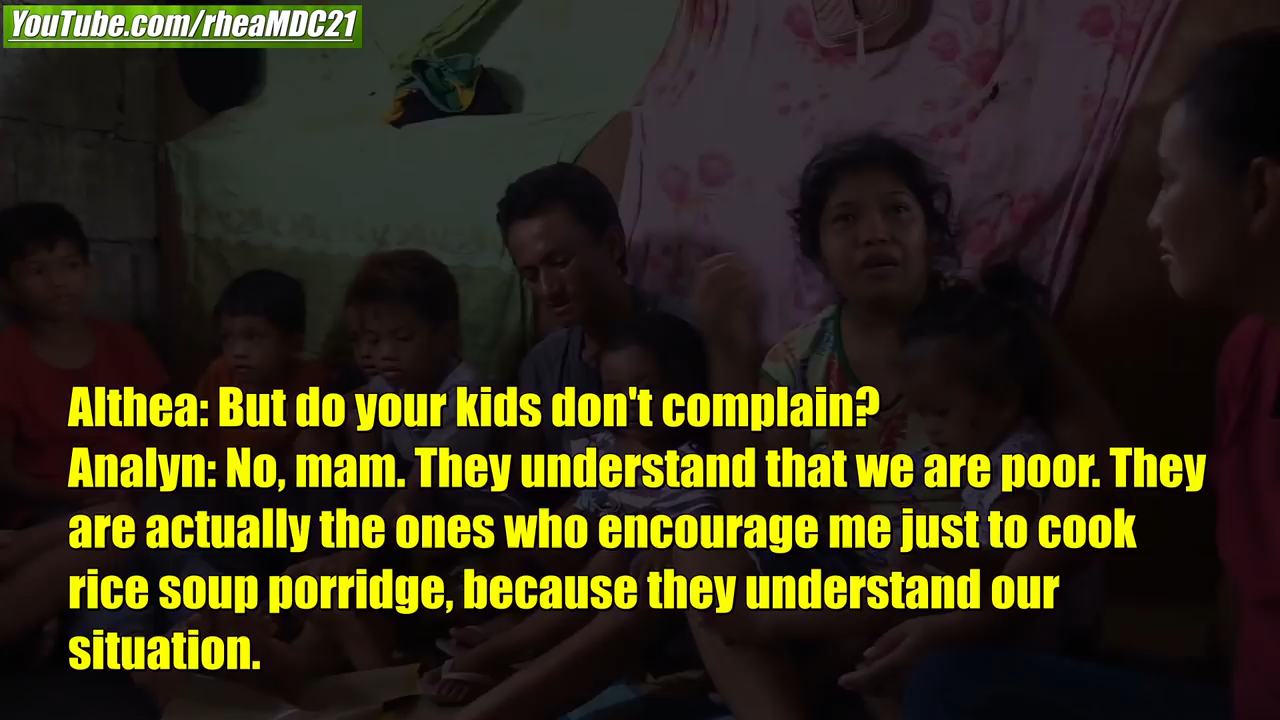 YouTube.com/rheaMDC21
Althea: But do your kids don't complain?
Analyn: No, mam. They understand that we are poor. They
are actually the ones who encourage me just to cook
rice soup porridge, because they understand our
situation.